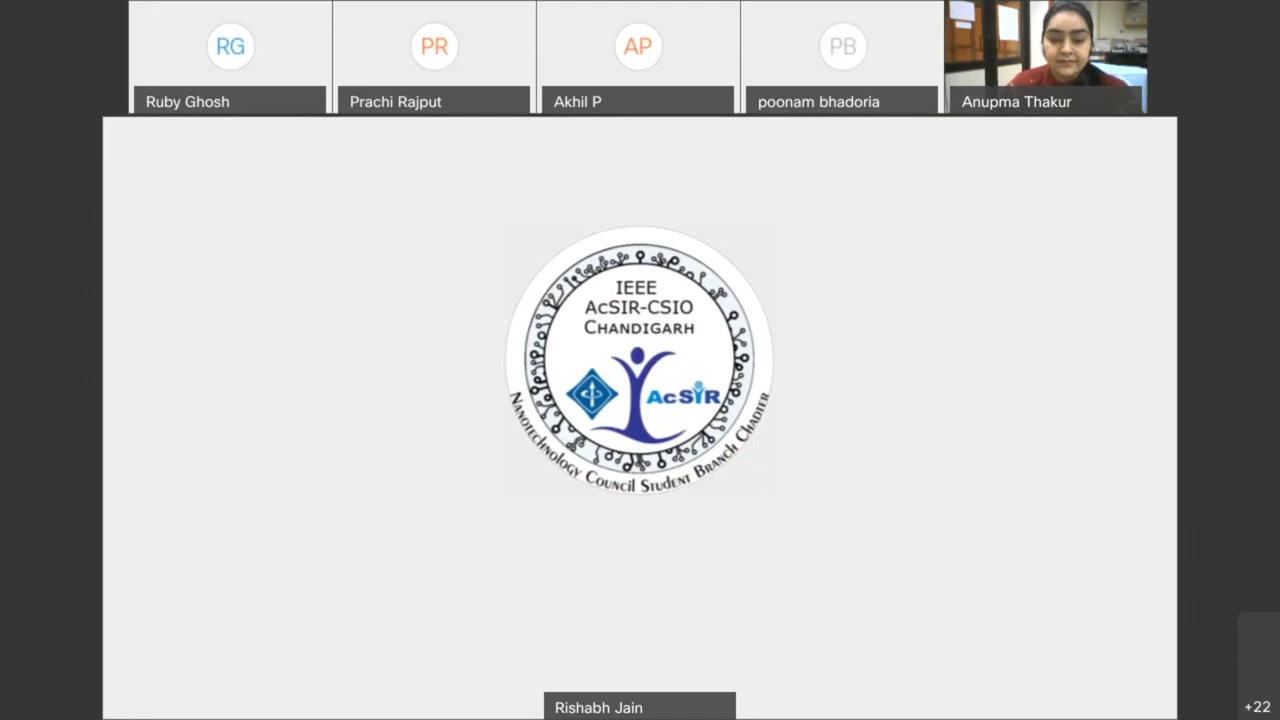 RG
PR
AP
PB
Ruby Ghosh
Prachi Rajput
Akhil P
poonam bhadoria
Anupma Thakur
IEEE
AcSIR-CSIO
CHANDIGARH
AcSIR
Nanotechnology Council Student Branch Chapter
Rishabh Jain
+22